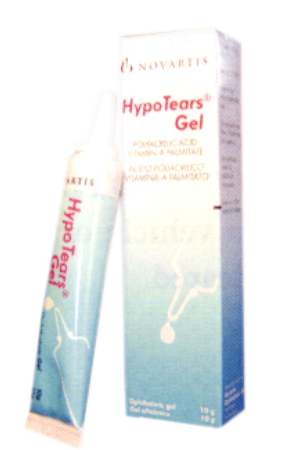 NOVARTIS
HypoTears®
Gel
POLYACRILIC ACID
VITAMIN A PALMITATE
ACIDO POLIACRILICO
VITAMINA A PALMITATO
Ophthalmic gel
Gel oftalmico
10 g
10 g
VARTIS
HypoTears®
Gel